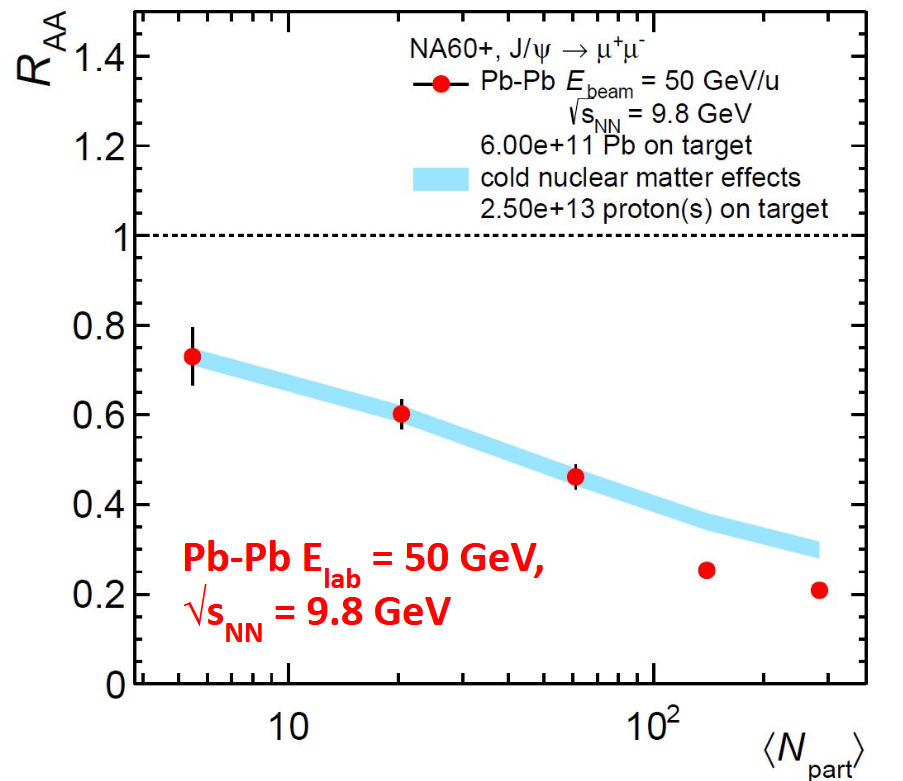 R_AA
1.4
1.2
1
0.8
0.6
0.4
0.2
0
NA60+, J/ψ → μ⁺μ⁻
Pb-Pb E_beam = 50 GeV/u
√s_NN = 9.8 GeV
6.00e+11 Pb on target
cold nuclear matter effects
2.50e+13 proton(s) on target
Pb-Pb E_lab = 50 GeV,
√s_NN = 9.8 GeV
10
10²
⟨N_part⟩